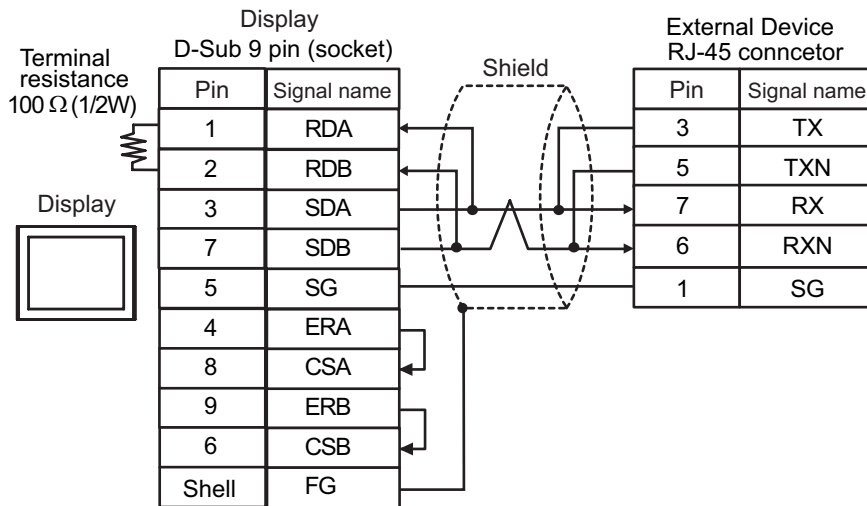 Display
D-Sub 9 pin (socket)
Terminal
resistance
100 Ω (1/2W)
Display
Pin Signal name
1 RDA
2 RDB
3 SDA
7 SDB
5 SG
4 ERA
8 CSA
9 ERB
6 CSB
Shell FG
Shield
External Device
RJ-45 conncetor
Pin Signal name
3 TX
5 TXN
7 RX
6 RXN
1 SG